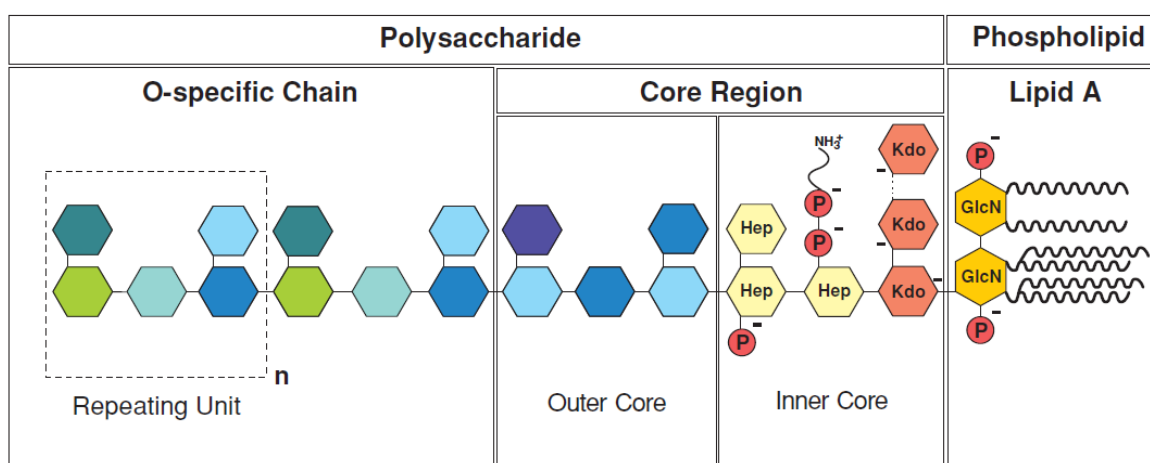 Polysaccharide
Phospholipid
O-specific Chain
Core Region
Lipid A
NH₃⁺
Kdo
P
P
GlcN
Kdo
Hep
P
GlcN
Hep
Hep
Kdo
P
P
n
Repeating Unit
Outer Core
Inner Core